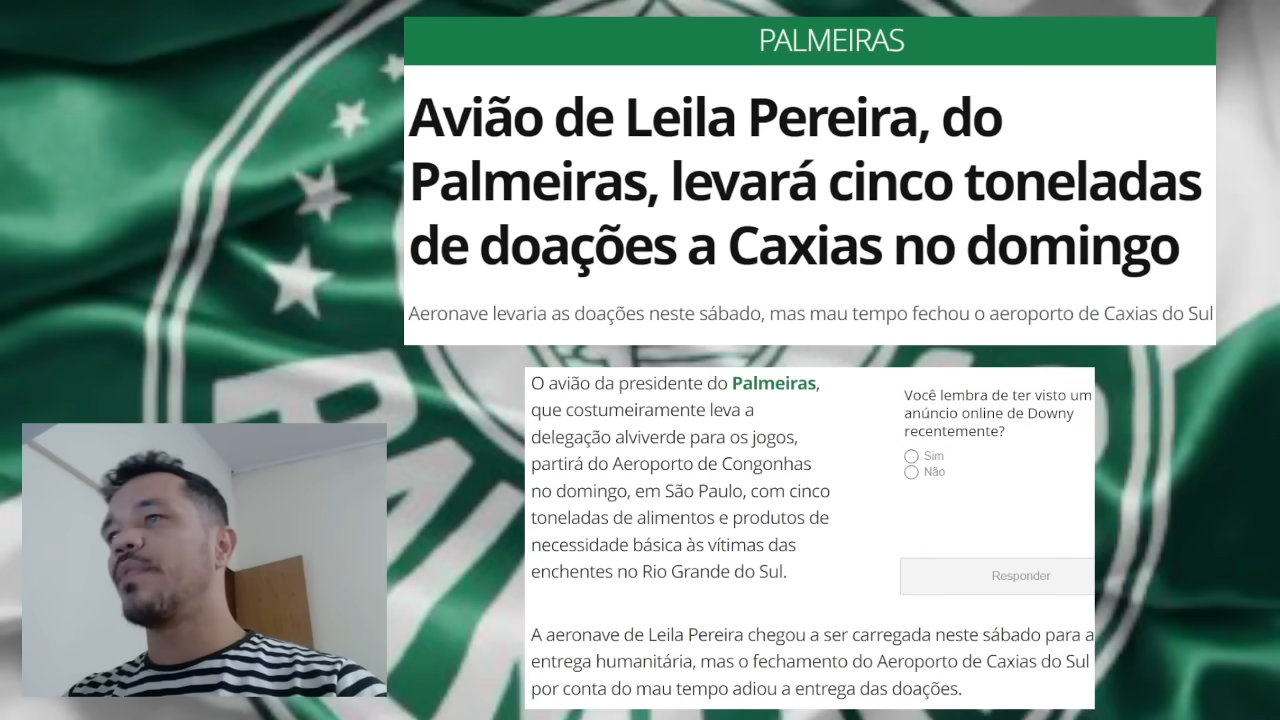 PALMEIRAS
Avião de Leila Pereira, do
Palmeiras, levará cinco toneladas
de doações a Caxias no domingo
Aeronave levaria as doações neste sábado, mas mau tempo fechou o aeroporto de Caxias do Sul
O avião da presidente do Palmeiras,
que costumeiramente leva a
delegação alviverde para os jogos,
partirá do Aeroporto de Congonhas
no domingo, em São Paulo, com cinco
toneladas de alimentos e produtos de
necessidade básica às vítimas das
enchentes no Rio Grande do Sul.
Você lembra de ter visto um
anúncio online de Downy
recentemente?
Sim
Não
Responder
A aeronave de Leila Pereira chegou a ser carregada neste sábado para a
entrega humanitária, mas o fechamento do Aeroporto de Caxias do Sul
por conta do mau tempo adiou a entrega das doações.